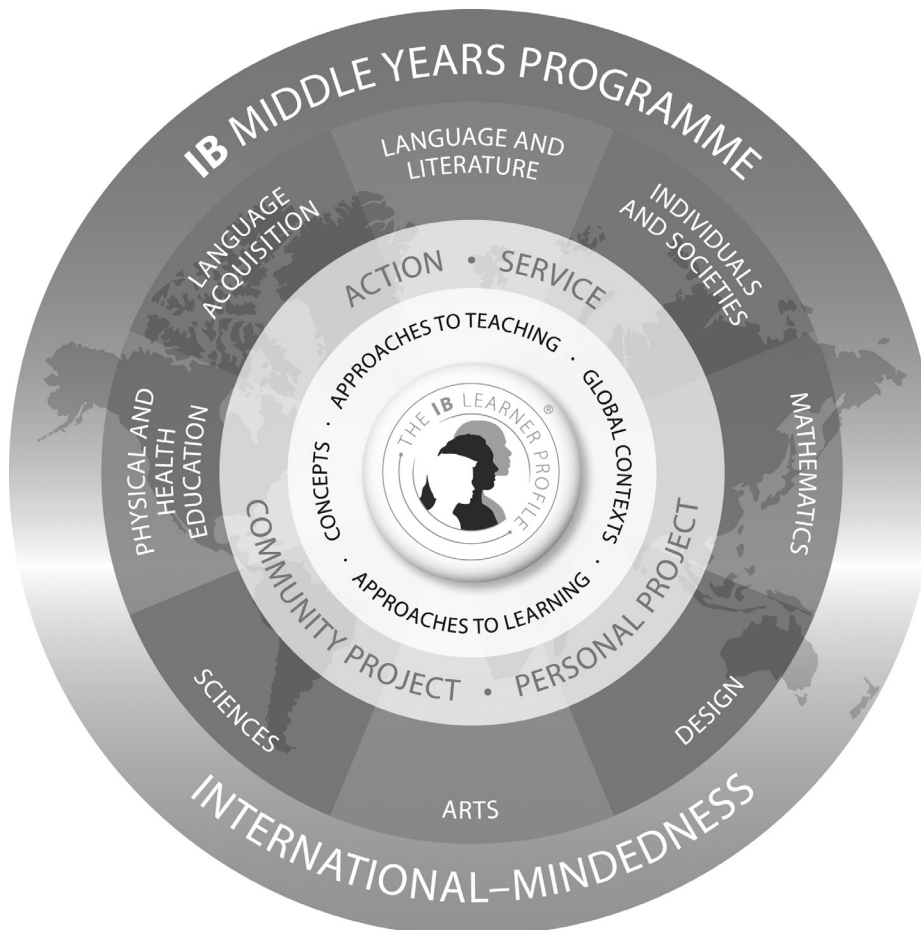 IB MIDDLE YEARS PROGRAMME
LANGUAGE AND
LITERATURE
INDIVIDUALS
AND SOCIETIES
MATHEMATICS
DESIGN
ARTS
SCIENCES
PHYSICAL AND
HEALTH
EDUCATION
LANGUAGE
ACQUISITION
ACTION • SERVICE
PERSONAL PROJECT
•
COMMUNITY PROJECT
APPROACHES TO TEACHING ·
GLOBAL CONTEXTS ·
APPROACHES TO LEARNING ·
CONCEPTS ·
THE IB LEARNER PROFILE ®
INTERNATIONAL–MINDEDNESS